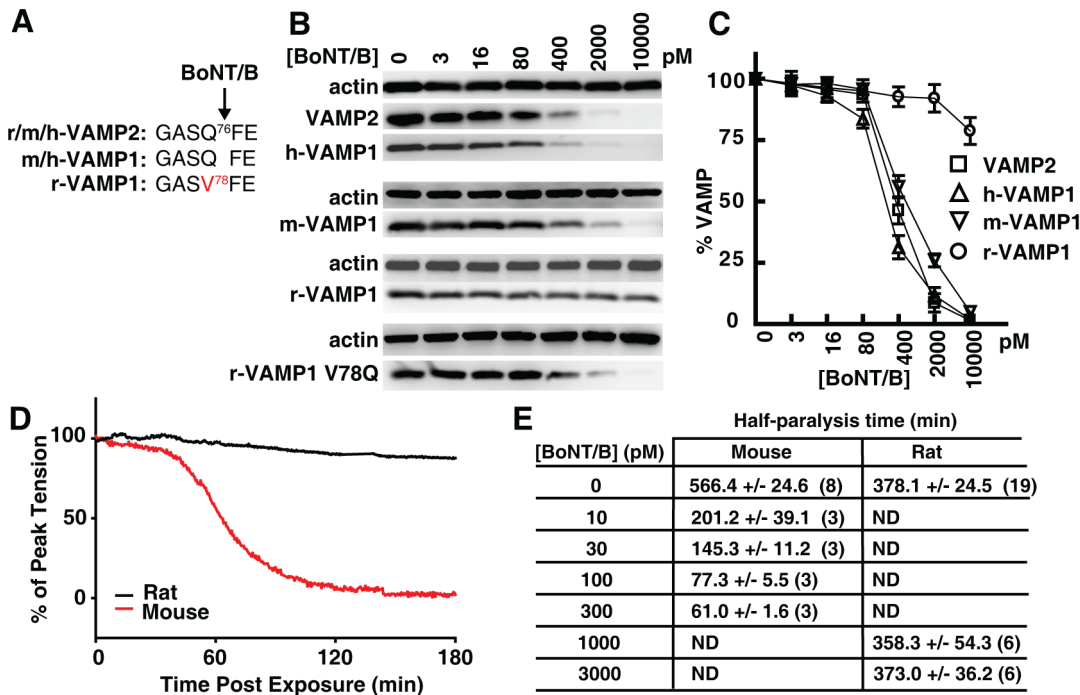 A
BoNT/B
r/m/h-VAMP2: GASQ⁷⁶FE
m/h-VAMP1: GASQ FE
r-VAMP1: GASV⁷⁸FE
B
[BoNT/B] 0 3 16 80 400 2000 10000 pM
actin
VAMP2
h-VAMP1
actin
m-VAMP1
actin
r-VAMP1
actin
r-VAMP1 V78Q
C
% VAMP
100
75
50
25
0
0 3 16 80 400 2000 10000 pM
[BoNT/B]
VAMP2
h-VAMP1
m-VAMP1
r-VAMP1
D
% of Peak Tension
100
50
0
Rat
Mouse
0 60 120 180
Time Post Exposure (min)
E
Half-paralysis time (min)
[BoNT/B] (pM) Mouse Rat
0 566.4 +/- 24.6 (8) 378.1 +/- 24.5 (19)
10 201.2 +/- 39.1 (3) ND
30 145.3 +/- 11.2 (3) ND
100 77.3 +/- 5.5 (3) ND
300 61.0 +/- 1.6 (3) ND
1000 ND 358.3 +/- 54.3 (6)
3000 ND 373.0 +/- 36.2 (6)